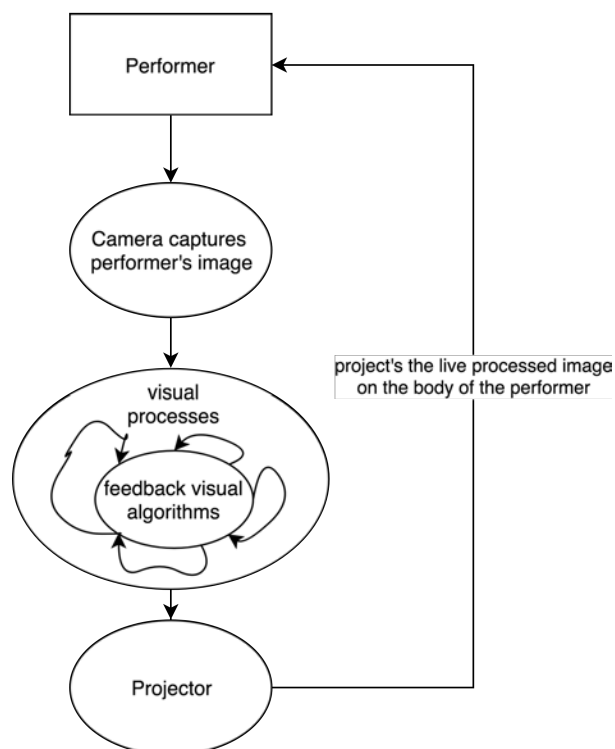 Performer
Camera captures
performer's image
project's the live processed image
on the body of the performer
visual
processes
feedback visual
algorithms
Projector